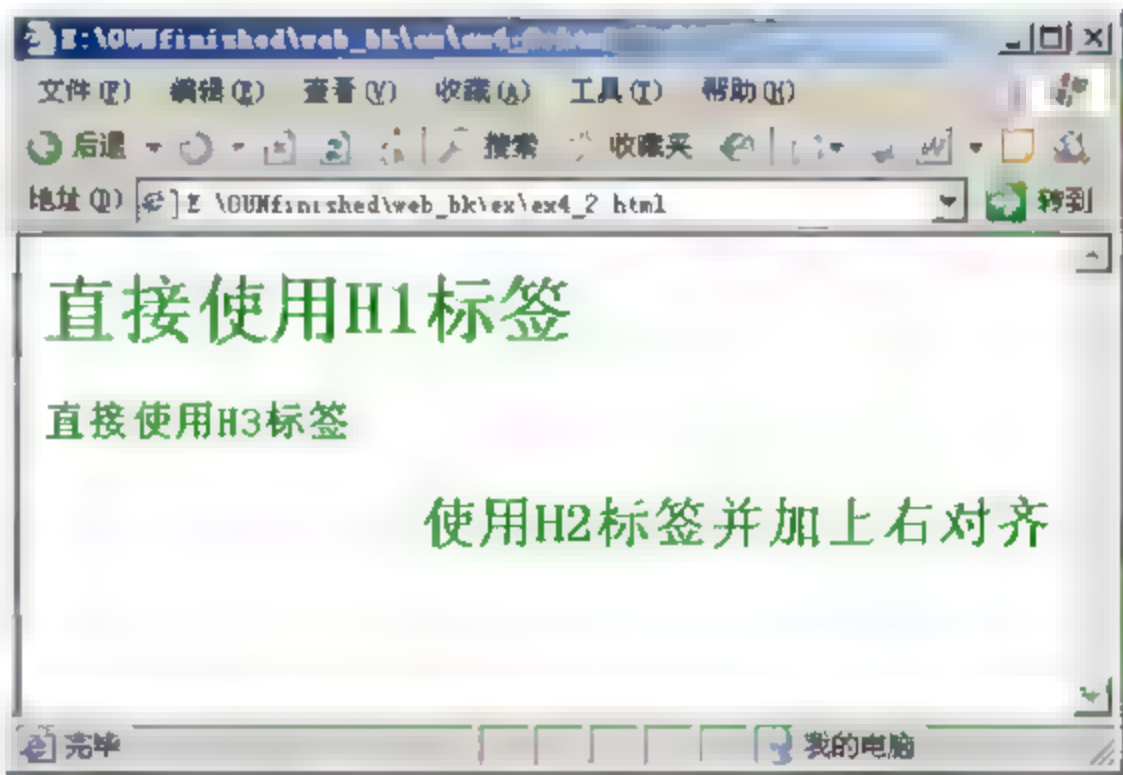 文件(F) 编辑(E) 查看(V) 收藏(A) 工具(T) 帮助(H)
后退 搜索 收藏夹
地址(D) E \OUNfinished\web_bk\ex\ex4_2 html 转到
直接使用H1标签
直接使用H3标签
使用H2标签并加上右对齐
完毕 我的电脑